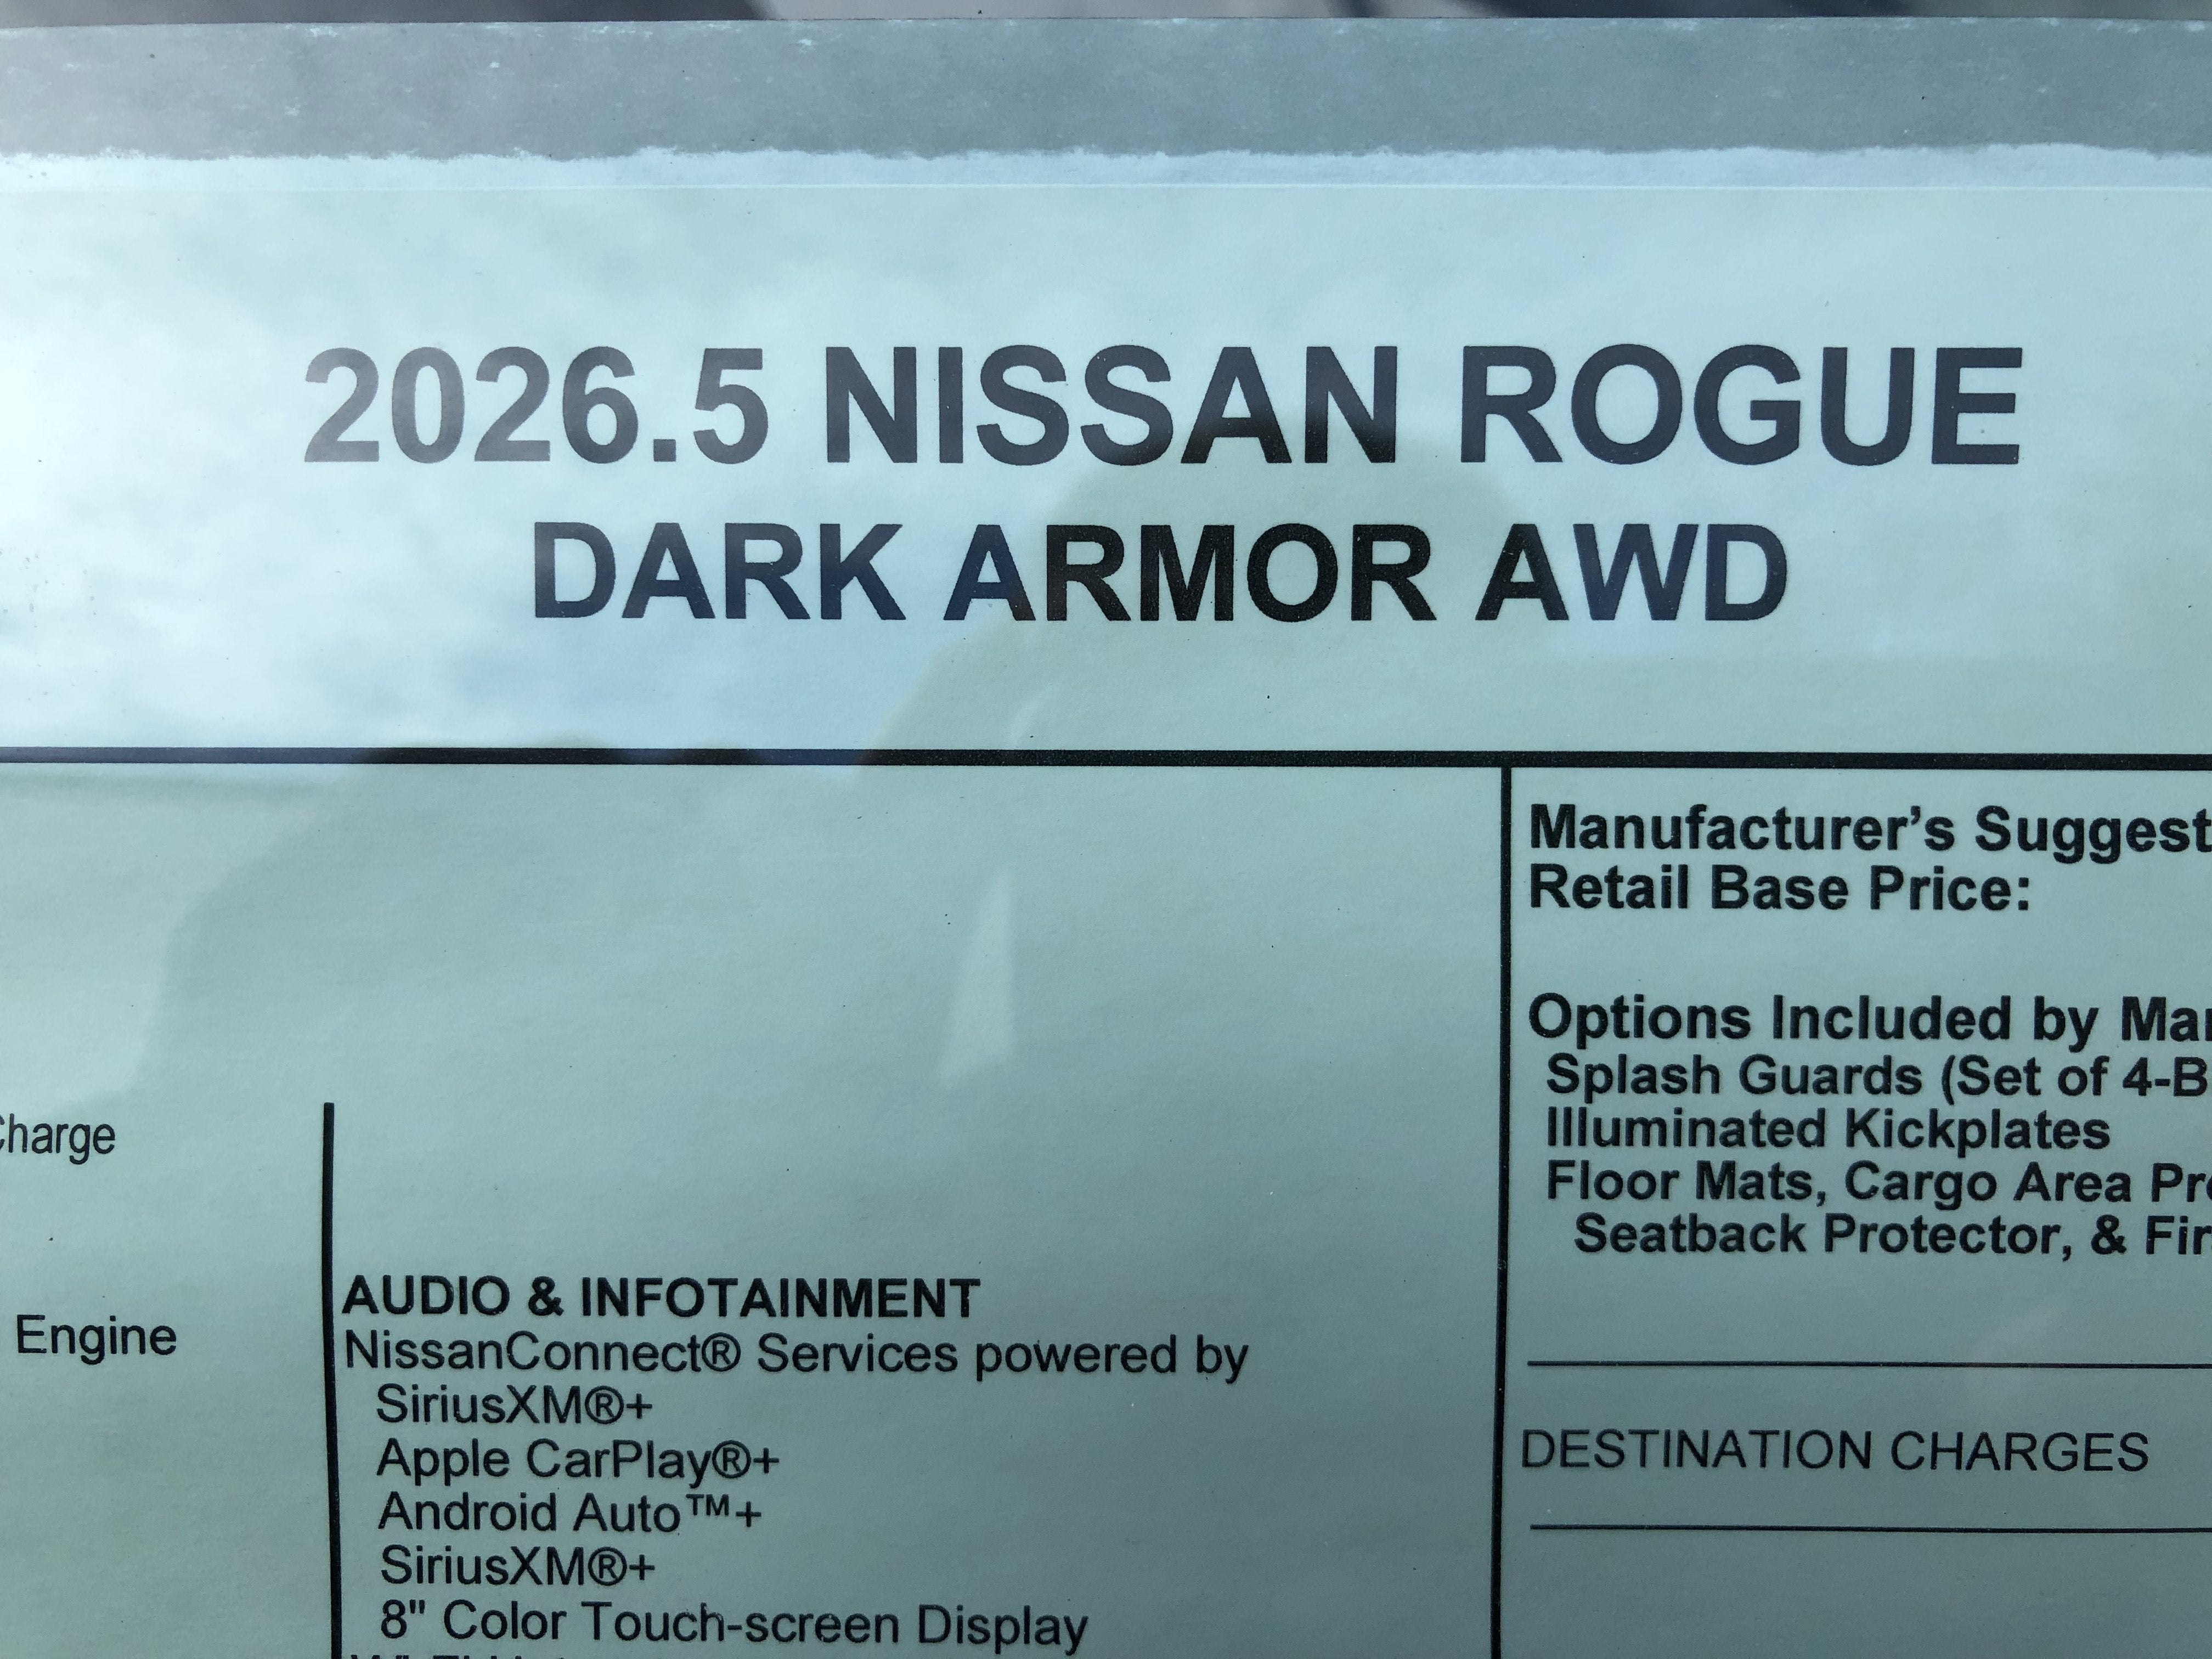 2026.5 NISSAN ROGUE
DARK ARMOR AWD
Charge
Engine
AUDIO & INFOTAINMENT
NissanConnect® Services powered by
SiriusXM®+
Apple CarPlay®+
Android Auto™+
SiriusXM®+
8" Color Touch-screen Display
Manufacturer’s Suggest
Retail Base Price:
Options Included by Ma
Splash Guards (Set of 4-B
Illuminated Kickplates
Floor Mats, Cargo Area Pr
Seatback Protector, & Fir
DESTINATION CHARGES